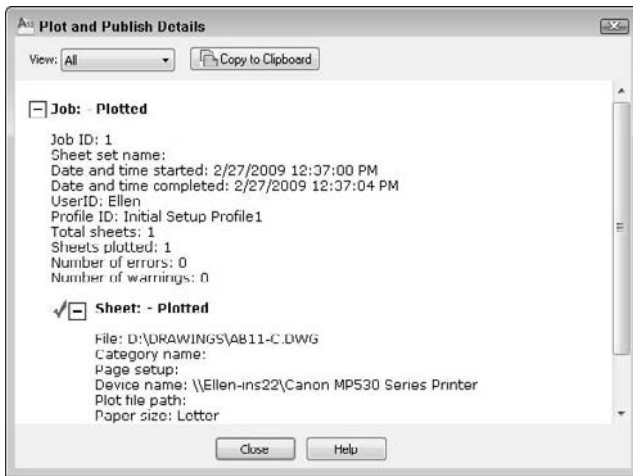 Plot and Publish Details
View: All
Copy to Clipboard
Job: - Plotted
Job ID: 1
Sheet set name:
Date and time started: 2/27/2009 12:37:00 PM
Date and time completed: 2/27/2009 12:37:04 PM
UserID: Ellen
Profile ID: Initial Setup Profile1
Total sheets: 1
Sheets plotted: 1
Number of errors: 0
Number of warnings: 0
Sheet: - Plotted
File: D:\DRAWINGS\AB11-C.DWG
Category name:
Page setup:
Device name: \\Ellen-ins22\Canon MP530 Series Printer
Plot file path:
Paper size: Letter
Close
Help